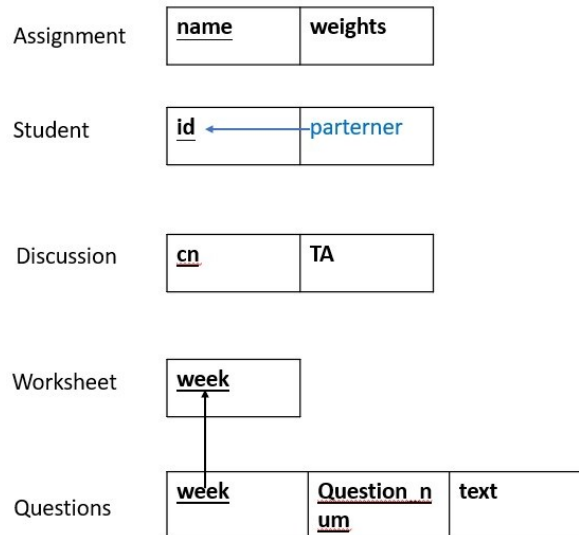 Assignment name weights
Student id parterner
Discussion cn TA
Worksheet week
Questions week Question_n text
um